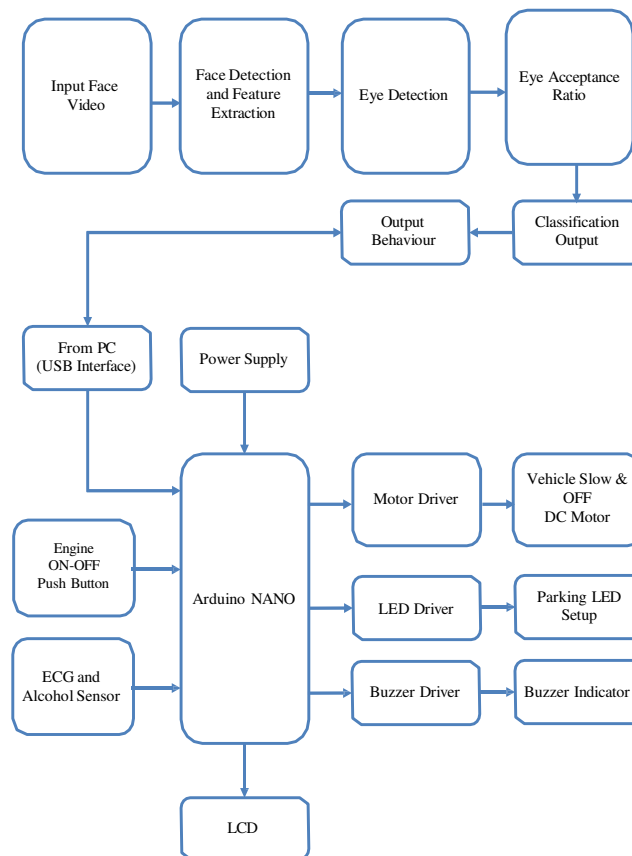 Input Face
Video
Face Detection
and Feature
Extraction
Eye Detection
Eye Acceptance
Ratio
Output
Behaviour
Classification
Output
From PC
(USB Interface)
Power Supply
Engine
ON-OFF
Push Button
ECG and
Alcohol Sensor
Arduino NANO
Motor Driver
Vehicle Slow &
OFF
DC Motor
LED Driver
Parking LED
Setup
Buzzer Driver
Buzzer Indicator
LCD